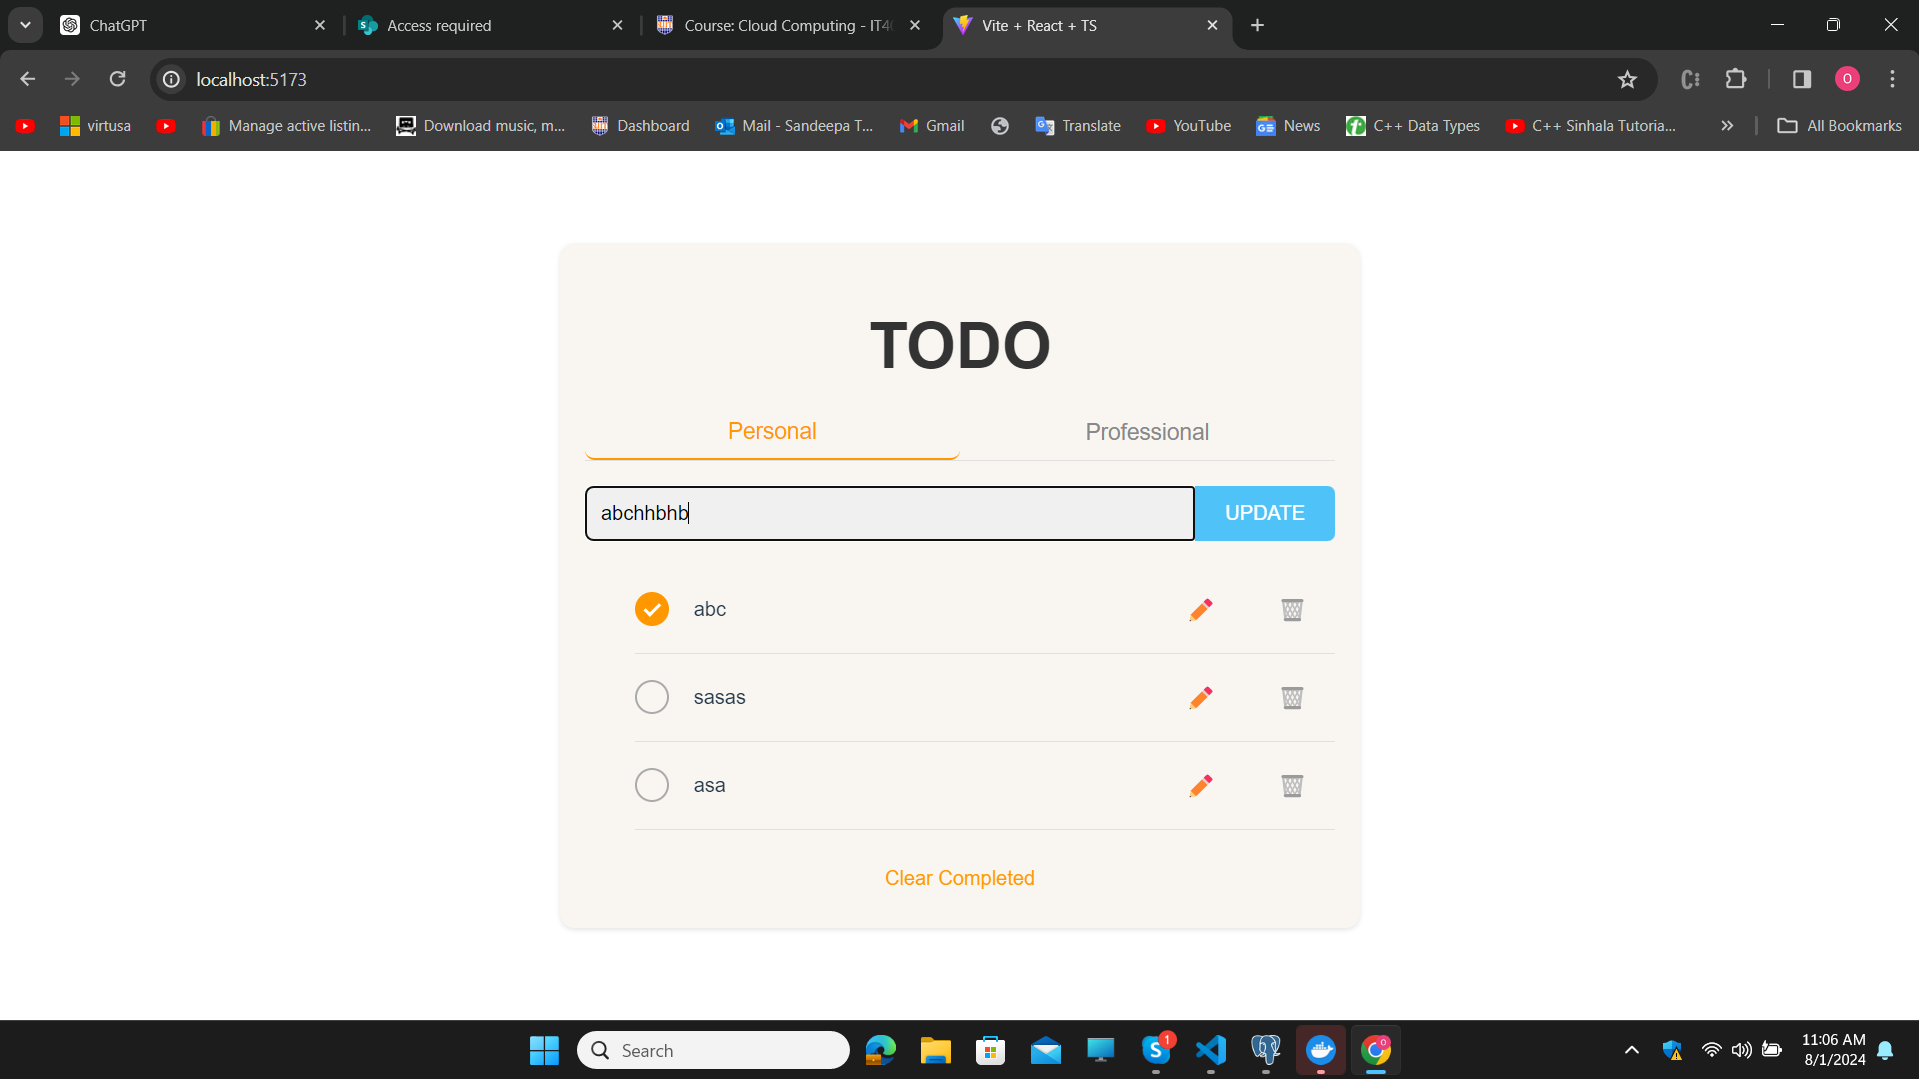 ChatGPT
Access required
Course: Cloud Computing - IT4
Vite + React + TS
localhost:5173
O
virtusa
Manage active listin...
Download music, m...
Dashboard
Mail - Sandeepa T...
Gmail
Translate
YouTube
News
C++ Data Types
C++ Sinhala Tutoria...
All Bookmarks
TODO
Personal
Professional
abchhbhb
UPDATE
abc
sasas
asa
Clear Completed
Search
1
11:06 AM
8/1/2024